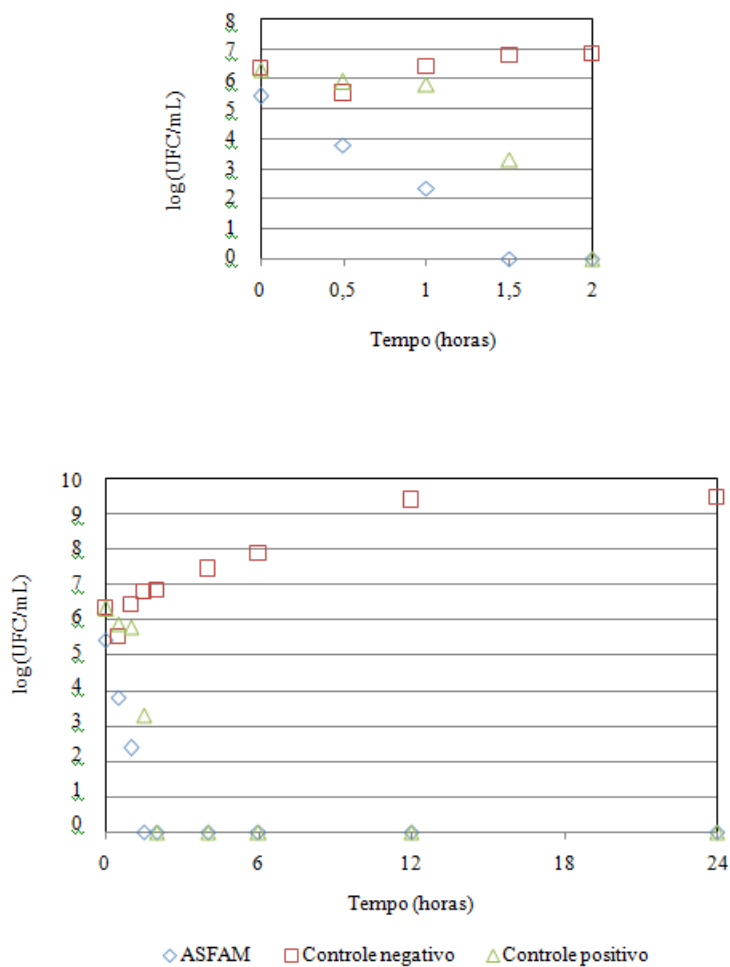 8
7
6
5
4
3
2
1
0
log(UFC/mL)
0 0,5 1 1,5 2
Tempo (horas)
10
9
8
7
6
5
4
3
2
1
0
log(UFC/mL)
0 6 12 18 24
Tempo (horas)
ASFAM Controle negativo Controle positivo